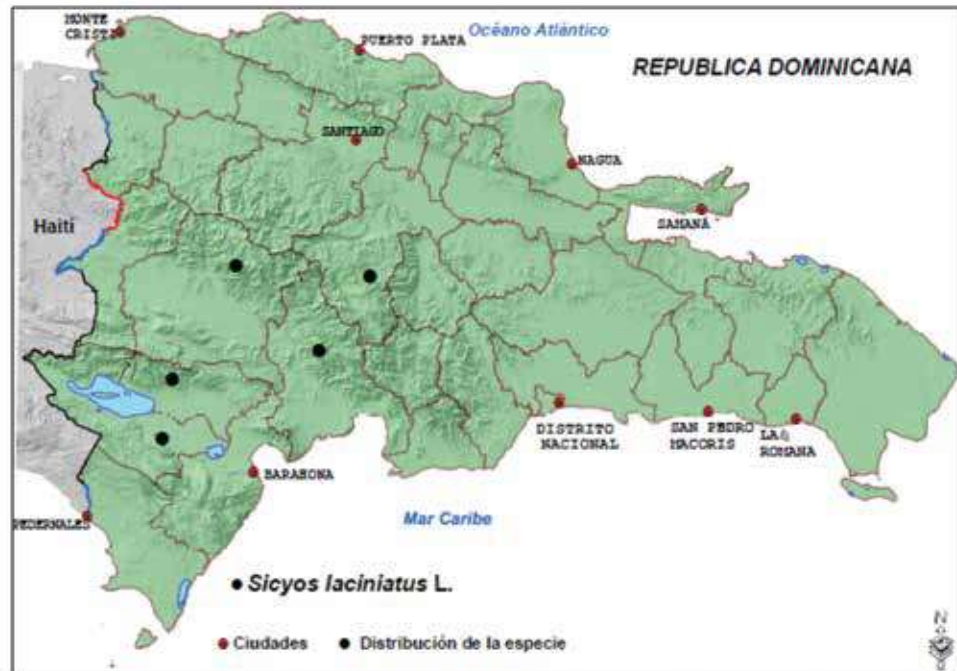 MONTE
CRISTI
PUERTO PLATA
Océano Atlántico
REPUBLICA DOMINICANA
SANTIAGO
NAGUA
SAMANÁ
Haití
DISTRITO
NACIONAL
SAN PEDRO
MACORIS
LA
ROMANA
BARAHONA
PEDERNALES
Mar Caribe
Sicyos laciniatus L.
Ciudades
Distribución de la especie
N